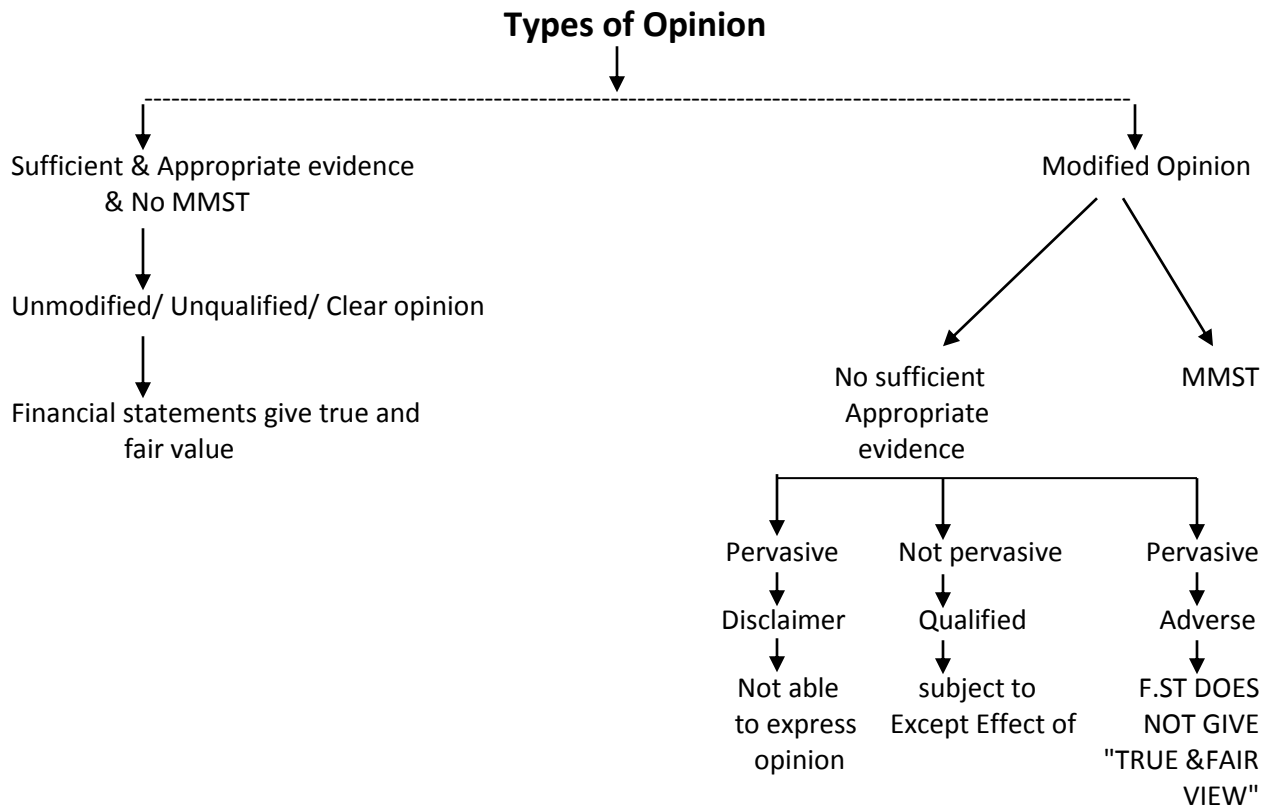 Types of Opinion
Sufficient & Appropriate evidence
& No MMST
Modified Opinion
Unmodified/ Unqualified/ Clear opinion
Financial statements give true and
fair value
No sufficient
Appropriate
evidence
MMST
Pervasive
Not pervasive
Pervasive
Disclaimer
Qualified
Adverse
Not able
to express
opinion
subject to
Except Effect of
F.ST DOES
NOT GIVE
"TRUE &FAIR
VIEW"